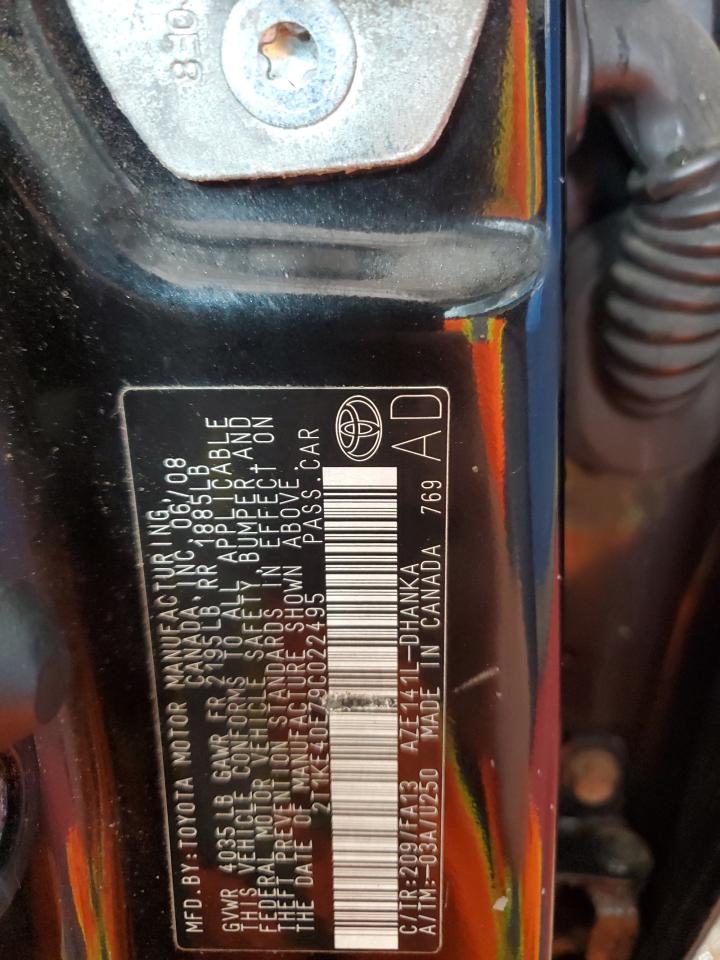 8-10
MFD.BY:TOYOTA MOTOR MANUFACTURING,
CANADA, INC. 06/08
GVWR 4035LB GAWR FR 2195LB RR 1885LB
THIS VEHICLE CONFORMS TO ALL APPLICABLE
FEDERAL MOTOR VEHICLE SAFETY BUMPER AND
THEFT PREVENTION STANDARDS IN EFFECT ON
THE DATE OF MANUFACTURE SHOWN ABOVE.
PASS.CAR
C/TR:209/FA13 AZE141L-DHANKA
A/TM:-03A/U250 MADE IN CANADA 769
AD